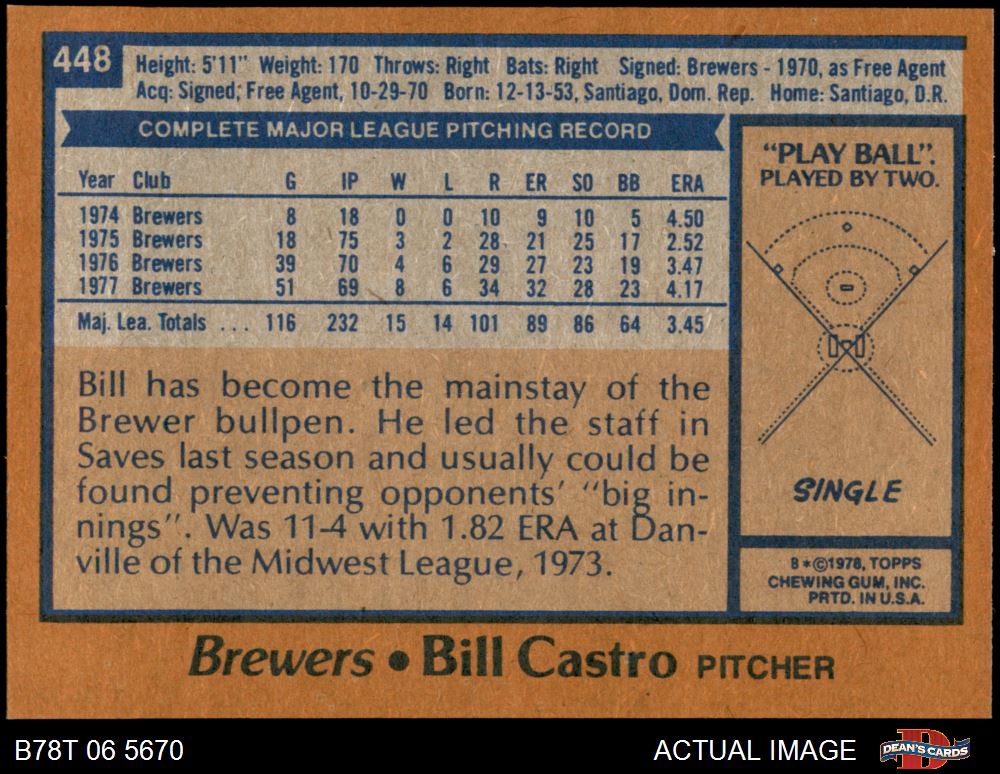 448
Height: 5'11" Weight: 170 Throws: Right Bats: Right Signed: Brewers - 1970, as Free Agent
Acq: Signed; Free Agent, 10-29-70 Born: 12-13-53, Santiago, Dom. Rep. Home: Santiago, D.R.
COMPLETE MAJOR LEAGUE PITCHING RECORD
Year Club G IP W L R ER SO BB ERA
1974 Brewers 8 18 0 0 10 9 10 5 4.50
1975 Brewers 18 75 3 2 28 21 25 17 2.52
1976 Brewers 39 70 4 6 29 27 23 19 3.47
1977 Brewers 51 69 8 6 34 32 28 23 4.17
Maj. Lea. Totals ... 116 232 15 14 101 89 86 64 3.45
Bill has become the mainstay of the
Brewer bullpen. He led the staff in
Saves last season and usually could be
found preventing opponents' "big in-
nings". Was 11-4 with 1.82 ERA at Dan-
ville of the Midwest League, 1973.
"PLAY BALL".
PLAYED BY TWO.
SINGLE
B*©1978, TOPPS
CHEWING GUM, INC.
PRTD. IN U.S.A.
Brewers • Bill Castro PITCHER
B78T 06 5670
ACTUAL IMAGE
DEAN'S CARDS